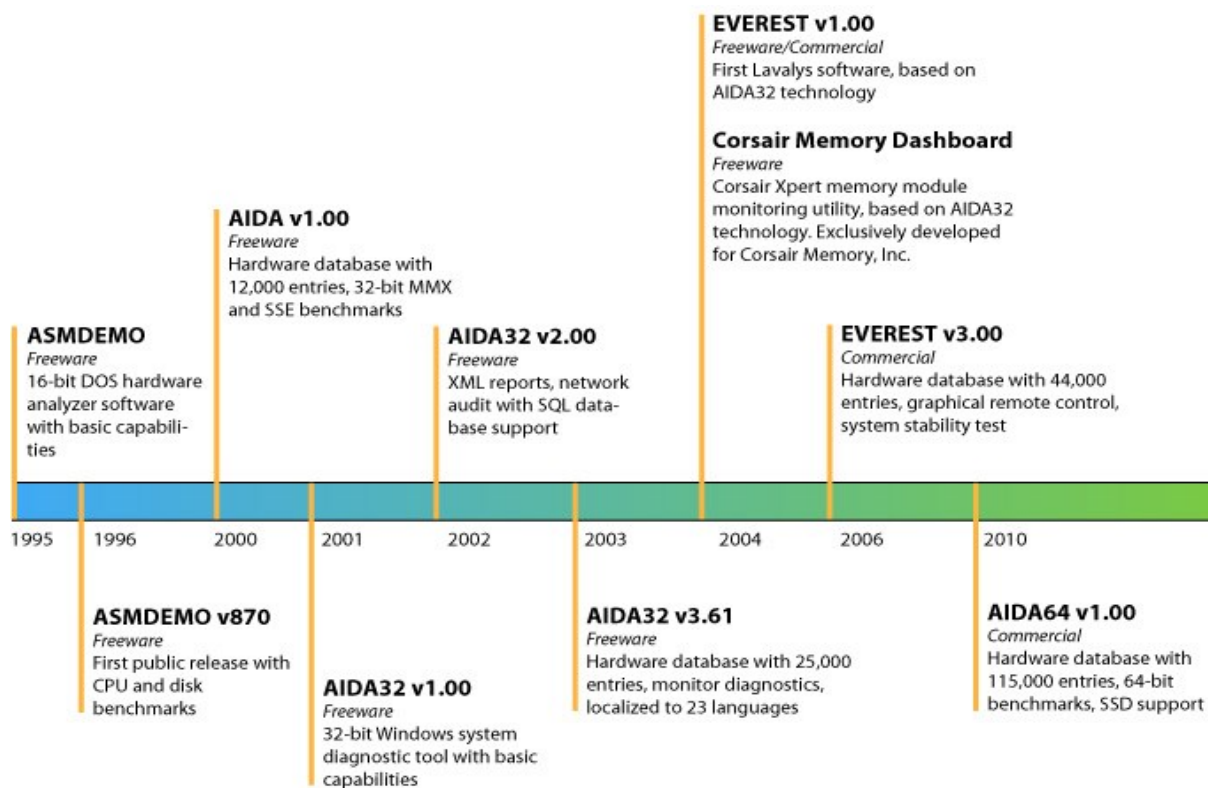 EVEREST v1.00
Freeware/Commercial
First Lavalys software, based on
AIDA32 technology
Corsair Memory Dashboard
Freeware
Corsair Xpert memory module
monitoring utility, based on AIDA32
technology. Exclusively developed
for Corsair Memory, Inc.
AIDA v1.00
Freeware
Hardware database with
12,000 entries, 32-bit MMX
and SSE benchmarks
ASMDEMO
Freeware
16-bit DOS hardware
analyzer software
with basic capabili-
ties
AIDA32 v2.00
Freeware
XML reports, network
audit with SQL data-
base support
EVEREST v3.00
Commercial
Hardware database with 44,000
entries, graphical remote control,
system stability test
1995 1996 2000 2001 2002 2003 2004 2006 2010
ASMDEMO v870
Freeware
First public release with
CPU and disk
benchmarks
AIDA32 v1.00
Freeware
32-bit Windows system
diagnostic tool with basic
capabilities
AIDA32 v3.61
Freeware
Hardware database with 25,000
entries, monitor diagnostics,
localized to 23 languages
AIDA64 v1.00
Commercial
Hardware database with
115,000 entries, 64-bit
benchmarks, SSD support